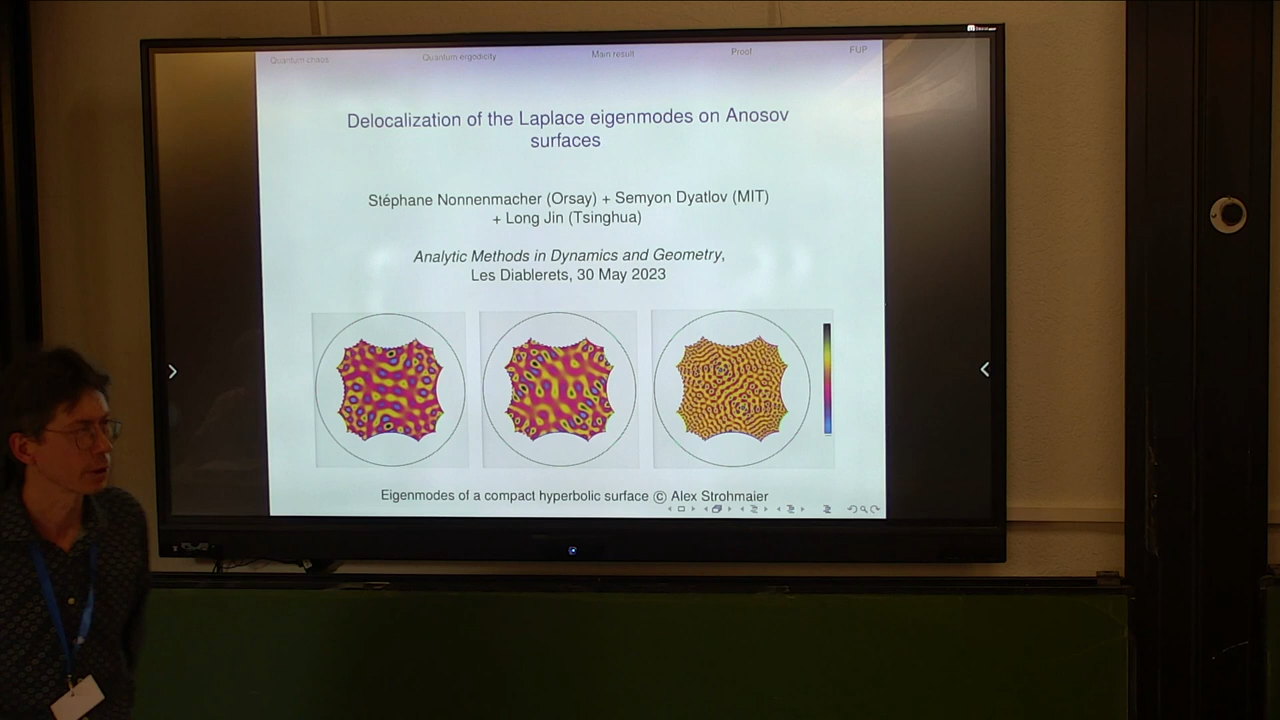 Quantum chaos Quantum ergodicity Main result Proof FUP
Delocalization of the Laplace eigenmodes on Anosov
surfaces
Stéphane Nonnenmacher (Orsay) + Semyon Dyatlov (MIT)
+ Long Jin (Tsinghua)
Analytic Methods in Dynamics and Geometry,
Les Diablerets, 30 May 2023
Eigenmodes of a compact hyperbolic surface © Alex Strohmaier